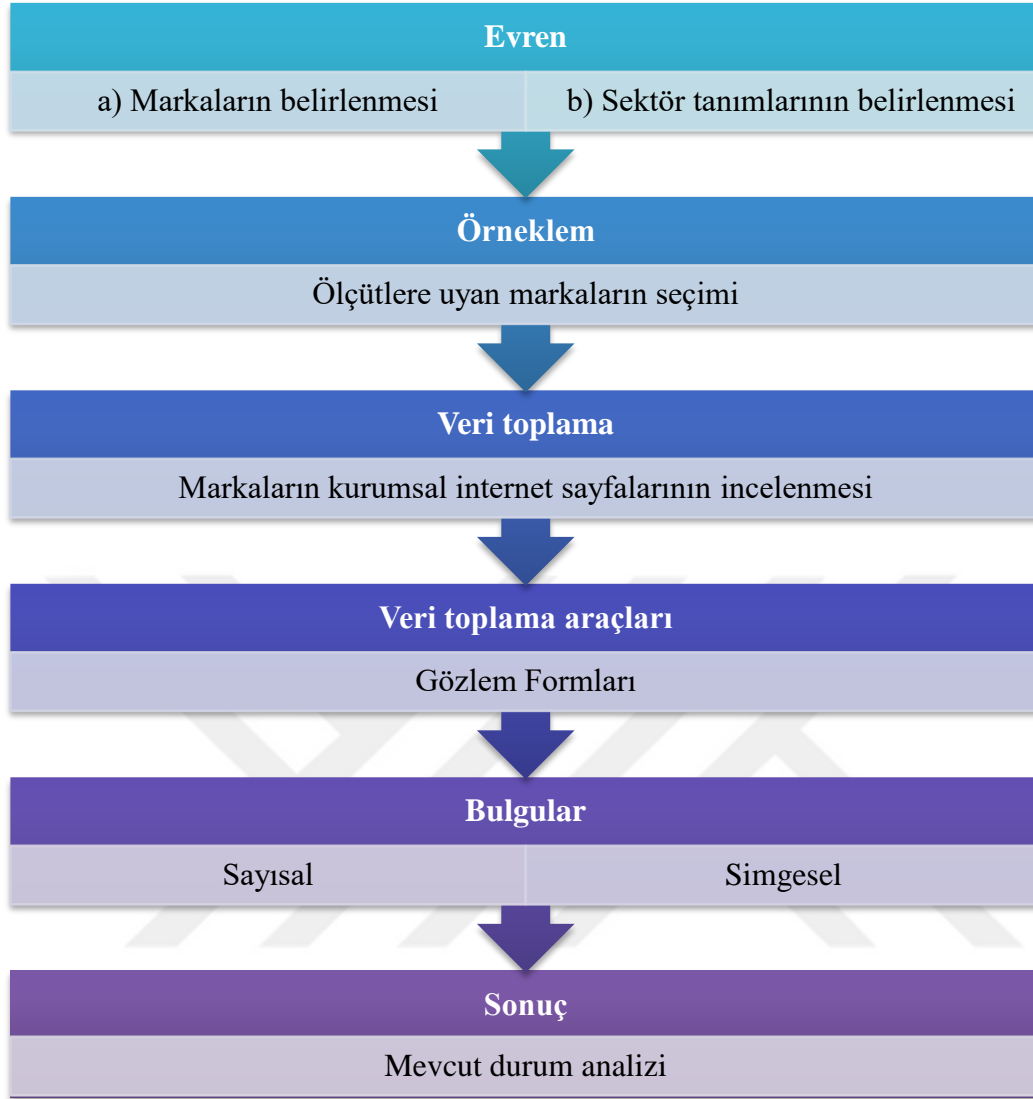 Evren
a) Markaların belirlenmesi
b) Sektör tanımlarının belirlenmesi
Örneklem
Ölçütlere uyan markaların seçimi
Veri toplama
Markaların kurumsal internet sayfalarının incelenmesi
Veri toplama araçları
Gözlem Formları
Bulgular
Sayısal
Simgesel
Sonuç
Mevcut durum analizi